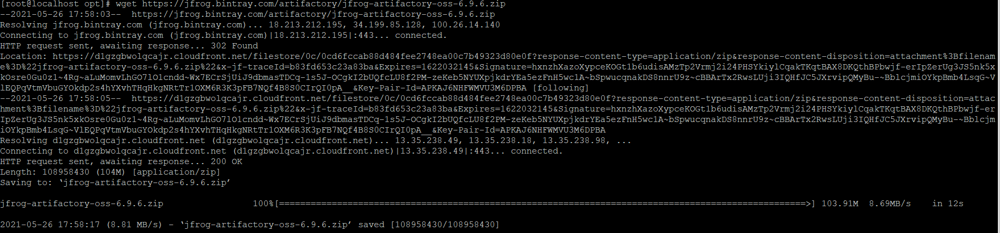 [root@localhost opt]# wget https://jfrog.bintray.com/artifactory/jfrog-artifactory-oss-6.9.6.zip
--2021-05-26 17:58:03--  https://jfrog.bintray.com/artifactory/jfrog-artifactory-oss-6.9.6.zip
Resolving jfrog.bintray.com (jfrog.bintray.com)... 18.213.212.195, 34.199.85.128, 100.26.14.140
Connecting to jfrog.bintray.com (jfrog.bintray.com)|18.213.212.195|:443... connected.
HTTP request sent, awaiting response... 302 Found
Location: https://d1gzgbwolqcajr.cloudfront.net/filestore/0c/0cd6fccab88d484fee2748ea00c7b49323d80e0f?response-content-type=application/zip&response-content-disposition=attachment%3Bfilenam
e%3D%22jfrog-artifactory-oss-6.9.6.zip%22&x-jf-traceId=b83fd653c23a83ba&Expires=1622032145&Signature=hxnzhXazoXypceKOGt1b6udisAMzTp2Vrmj2i24PHSYkiylCqakTKqtBAX8DKQthBPbwjf-erIpZerUg3JS5nk5x
kOsre0Gu0z1~4Rg~aLuMomvLhGO7lO1cndd~Wx7ECrSjUiJ9dbmasTDCq-1s5J-OCgkI2bUQfcLU8f2PM-zeKeb5NYUXpjkdrYEa5ezFnH5wc1A~bSpwucqnakDS8nnrU9z~cBBArTx2RwsLUji3IQHfJC5JXrvipQMyBu-~BblcjmiOYkpBmb4LsqG~V
lEQPqVtmVbuGYOkdp2s4hYXvhTHqHkgNRtTr1OXM6R3K3pFB7NQf4B8S0CIrQI0pA__&Key-Pair-Id=APKAJ6NHFWMVU3M6DPBA [following]
--2021-05-26 17:58:05--  https://d1gzgbwolqcajr.cloudfront.net/filestore/0c/0cd6fccab88d484fee2748ea00c7b49323d80e0f?response-content-type=application/zip&response-content-disposition=attac
hment%3Bfilename%3D%22jfrog-artifactory-oss-6.9.6.zip%22&x-jf-traceId=b83fd653c23a83ba&Expires=1622032145&Signature=hxnzhXazoXypceKOGt1b6udisAMzTp2Vrmj2i24PHSYkiylCqakTKqtBAX8DKQthBPbwjf-er
IpZerUg3JS5nk5xkOsre0Gu0z1~4Rg~aLuMomvLhGO7lO1cndd~Wx7ECrSjUiJ9dbmasTDCq-1s5J-OCgkI2bUQfcLU8f2PM-zeKeb5NYUXpjkdrYEa5ezFnH5wc1A~bSpwucqnakDS8nnrU9z~cBBArTx2RwsLUji3IQHfJC5JXrvipQMyBu-~Bblcjm
iOYkpBmb4LsqG~VlEQPqVtmVbuGYOkdp2s4hYXvhTHqHkgNRtTr1OXM6R3K3pFB7NQf4B8S0CIrQI0pA__&Key-Pair-Id=APKAJ6NHFWMVU3M6DPBA
Resolving d1gzgbwolqcajr.cloudfront.net (d1gzgbwolqcajr.cloudfront.net)... 13.35.238.49, 13.35.238.18, 13.35.238.98, ...
Connecting to d1gzgbwolqcajr.cloudfront.net (d1gzgbwolqcajr.cloudfront.net)|13.35.238.49|:443... connected.
HTTP request sent, awaiting response... 200 OK
Length: 108958430 (104M) [application/zip]
Saving to: ‘jfrog-artifactory-oss-6.9.6.zip’
jfrog-artifactory-oss-6.9.6.zip                 100%[====================================================================================================>] 103.91M  8.69MB/s    in 12s
2021-05-26 17:58:17 (8.81 MB/s) - ‘jfrog-artifactory-oss-6.9.6.zip’ saved [108958430/108958430]